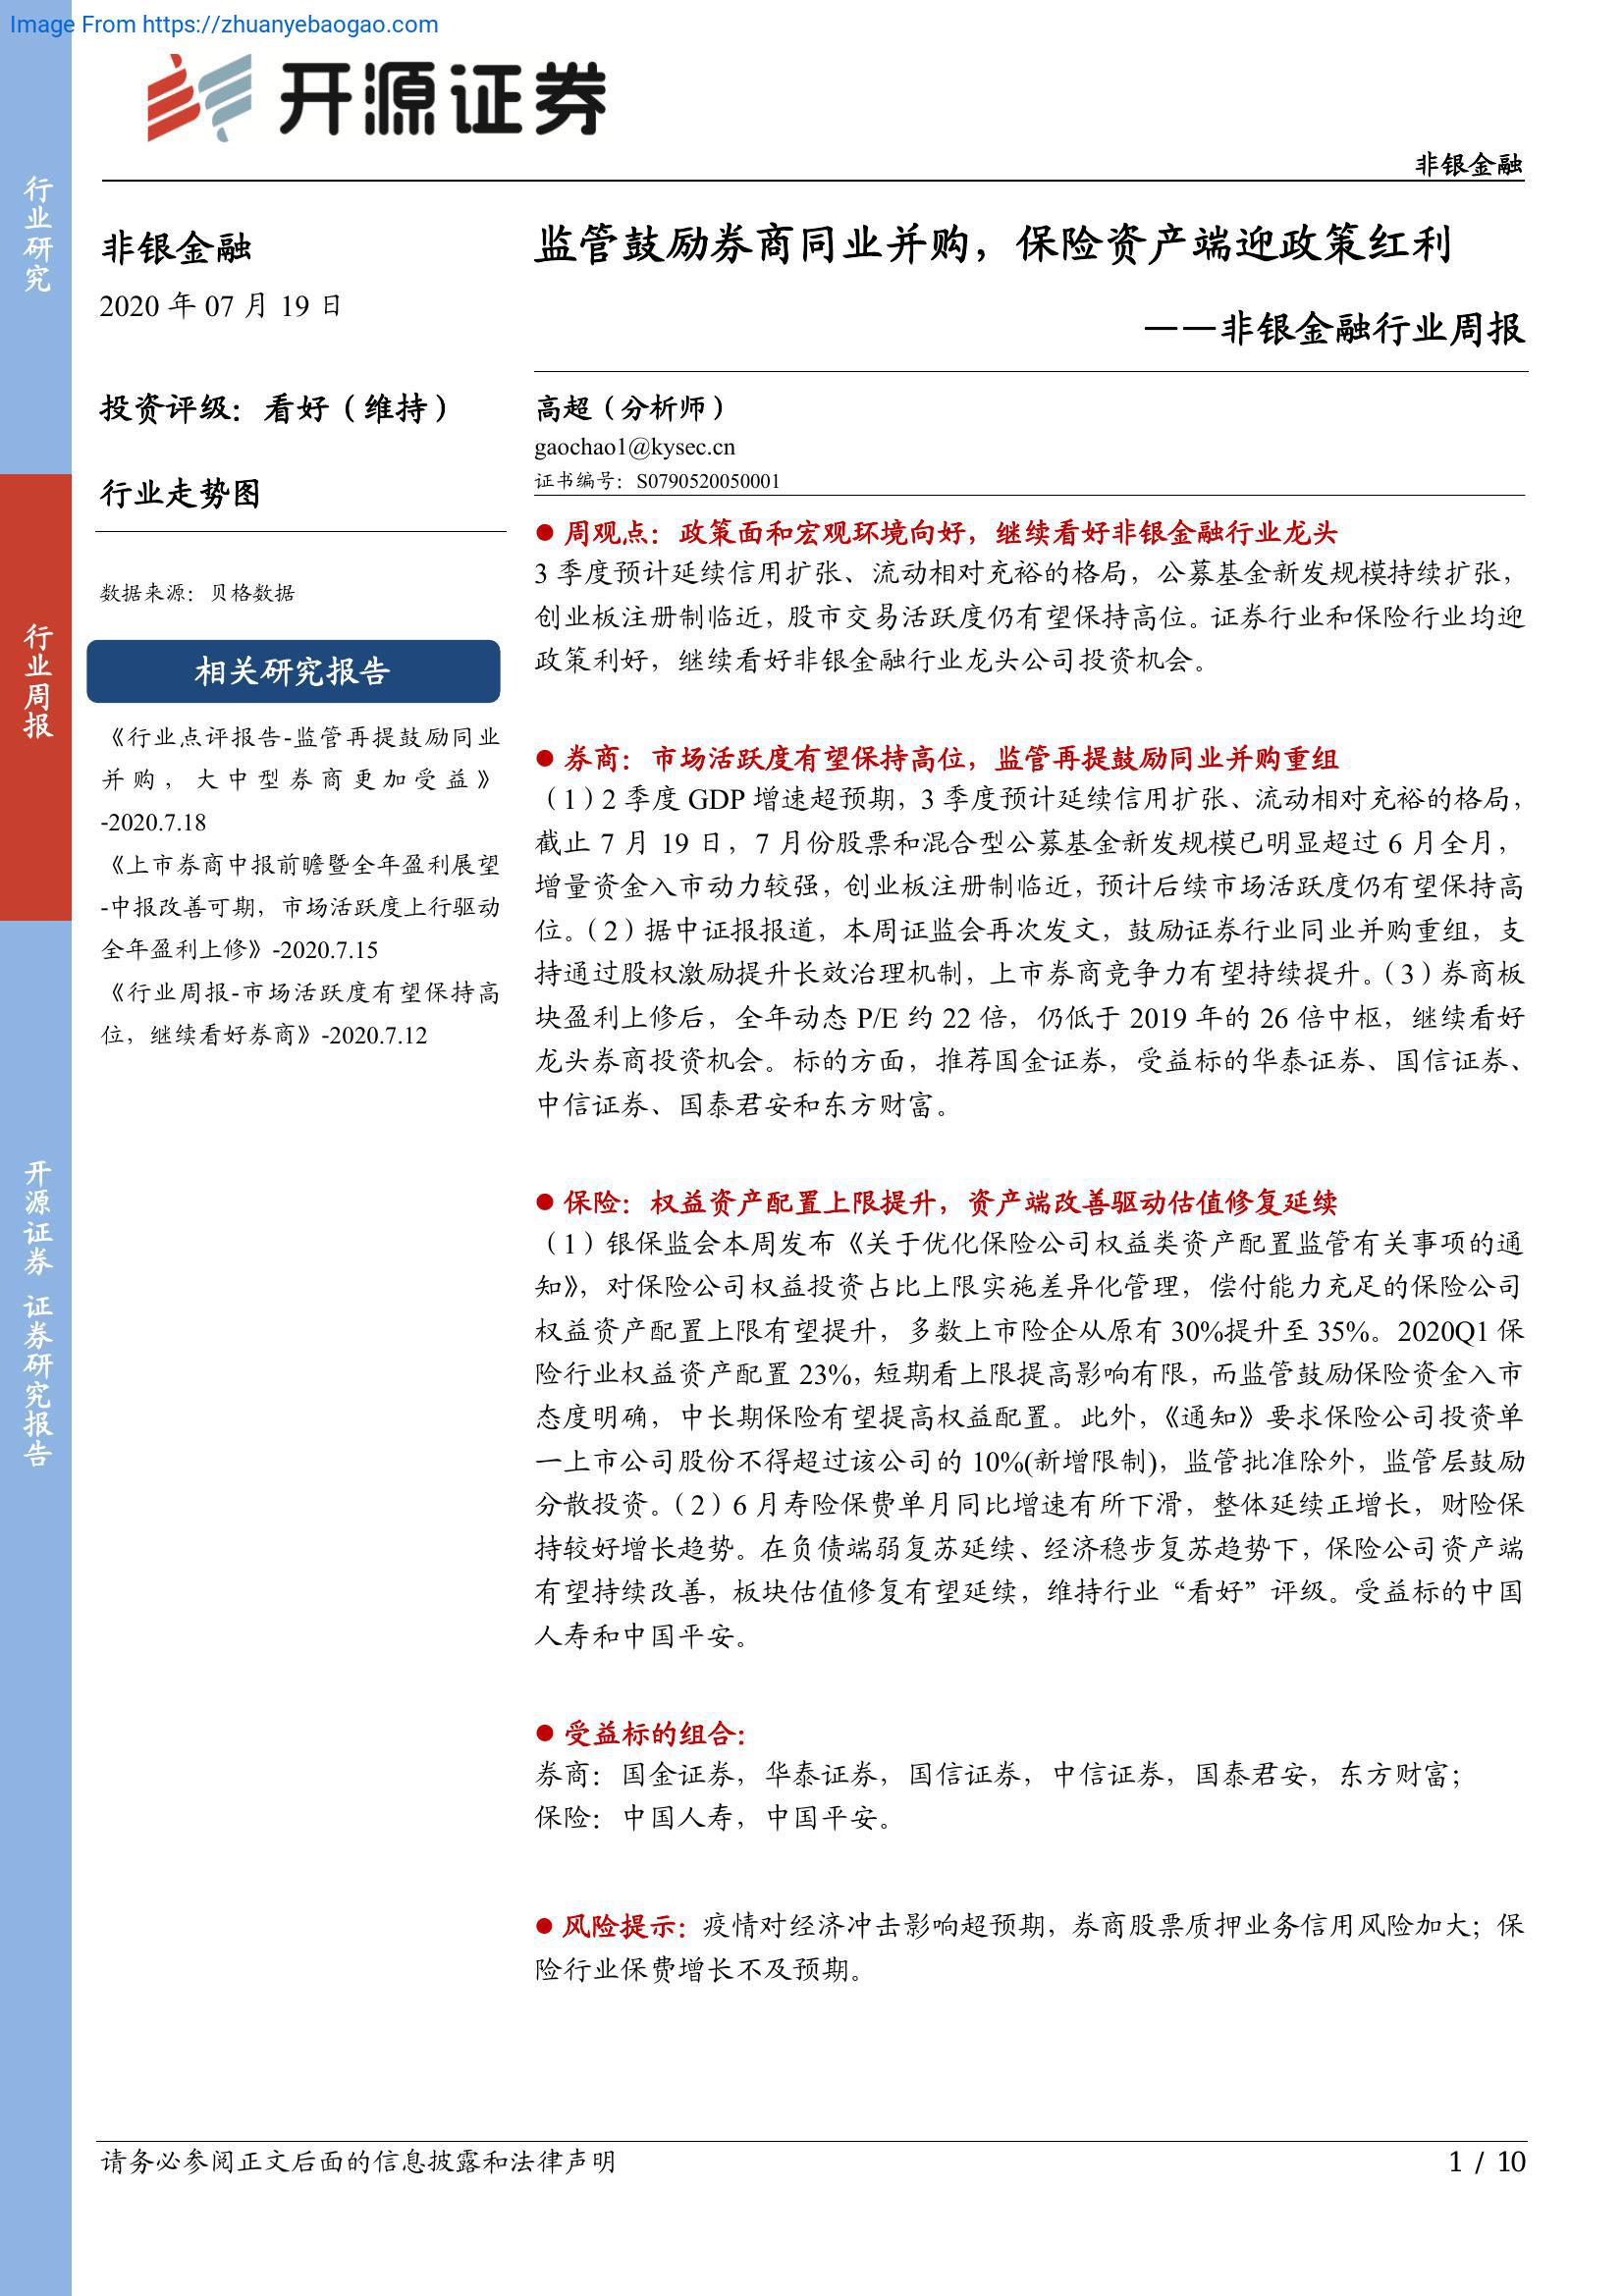 Image From https://zhuanyebaogao.com
开源证券
非银金融
行业研究
行业周报
开源证券 证券研究报告
非银金融
2020 年 07 月 19 日
投资评级：看好（维持）
行业走势图
数据来源：贝格数据
相关研究报告
《行业点评报告-监管再提鼓励同业
并购，大中型券商更加受益》
-2020.7.18
《上市券商中报前瞻暨全年盈利展望
-中报改善可期，市场活跃度上行驱动
全年盈利上修》-2020.7.15
《行业周报-市场活跃度有望保持高
位，继续看好券商》-2020.7.12
监管鼓励券商同业并购，保险资产端迎政策红利
——非银金融行业周报
高超（分析师）
gaochao1@kysec.cn
证书编号：S0790520050001
● 周观点：政策面和宏观环境向好，继续看好非银金融行业龙头
3 季度预计延续信用扩张、流动相对充裕的格局，公募基金新发规模持续扩张，
创业板注册制临近，股市交易活跃度仍有望保持高位。证券行业和保险行业均迎
政策利好，继续看好非银金融行业龙头公司投资机会。
● 券商：市场活跃度有望保持高位，监管再提鼓励同业并购重组
（1）2 季度 GDP 增速超预期，3 季度预计延续信用扩张、流动相对充裕的格局，
截止 7 月 19 日，7 月份股票和混合型公募基金新发规模已明显超过 6 月全月，
增量资金入市动力较强，创业板注册制临近，预计后续市场活跃度仍有望保持高
位。（2）据中证报报道，本周证监会再次发文，鼓励证券行业同业并购重组，支
持通过股权激励提升长效治理机制，上市券商竞争力有望持续提升。（3）券商板
块盈利上修后，全年动态 P/E 约 22 倍，仍低于 2019 年的 26 倍中枢，继续看好
龙头券商投资机会。标的方面，推荐国金证券，受益标的华泰证券、国信证券、
中信证券、国泰君安和东方财富。
● 保险：权益资产配置上限提升，资产端改善驱动估值修复延续
（1）银保监会本周发布《关于优化保险公司权益类资产配置监管有关事项的通
知》，对保险公司权益投资占比上限实施差异化管理，偿付能力充足的保险公司
权益资产配置上限有望提升，多数上市险企从原有 30%提升至 35%。2020Q1 保
险行业权益资产配置 23%，短期看上限提高影响有限，而监管鼓励保险资金入市
态度明确，中长期保险有望提高权益配置。此外，《通知》要求保险公司投资单
一上市公司股份不得超过该公司的 10%(新增限制)，监管批准除外，监管层鼓励
分散投资。（2）6 月寿险保费单月同比增速有所下滑，整体延续正增长，财险保
持较好增长趋势。在负债端弱复苏延续、经济稳步复苏趋势下，保险公司资产端
有望持续改善，板块估值修复有望延续，维持行业“看好”评级。受益标的中国
人寿和中国平安。
● 受益标的组合：
券商：国金证券，华泰证券，国信证券，中信证券，国泰君安，东方财富；
保险：中国人寿，中国平安。
● 风险提示：疫情对经济冲击影响超预期，券商股票质押业务信用风险加大；保
险行业保费增长不及预期。
请务必参阅正文后面的信息披露和法律声明
1 / 10